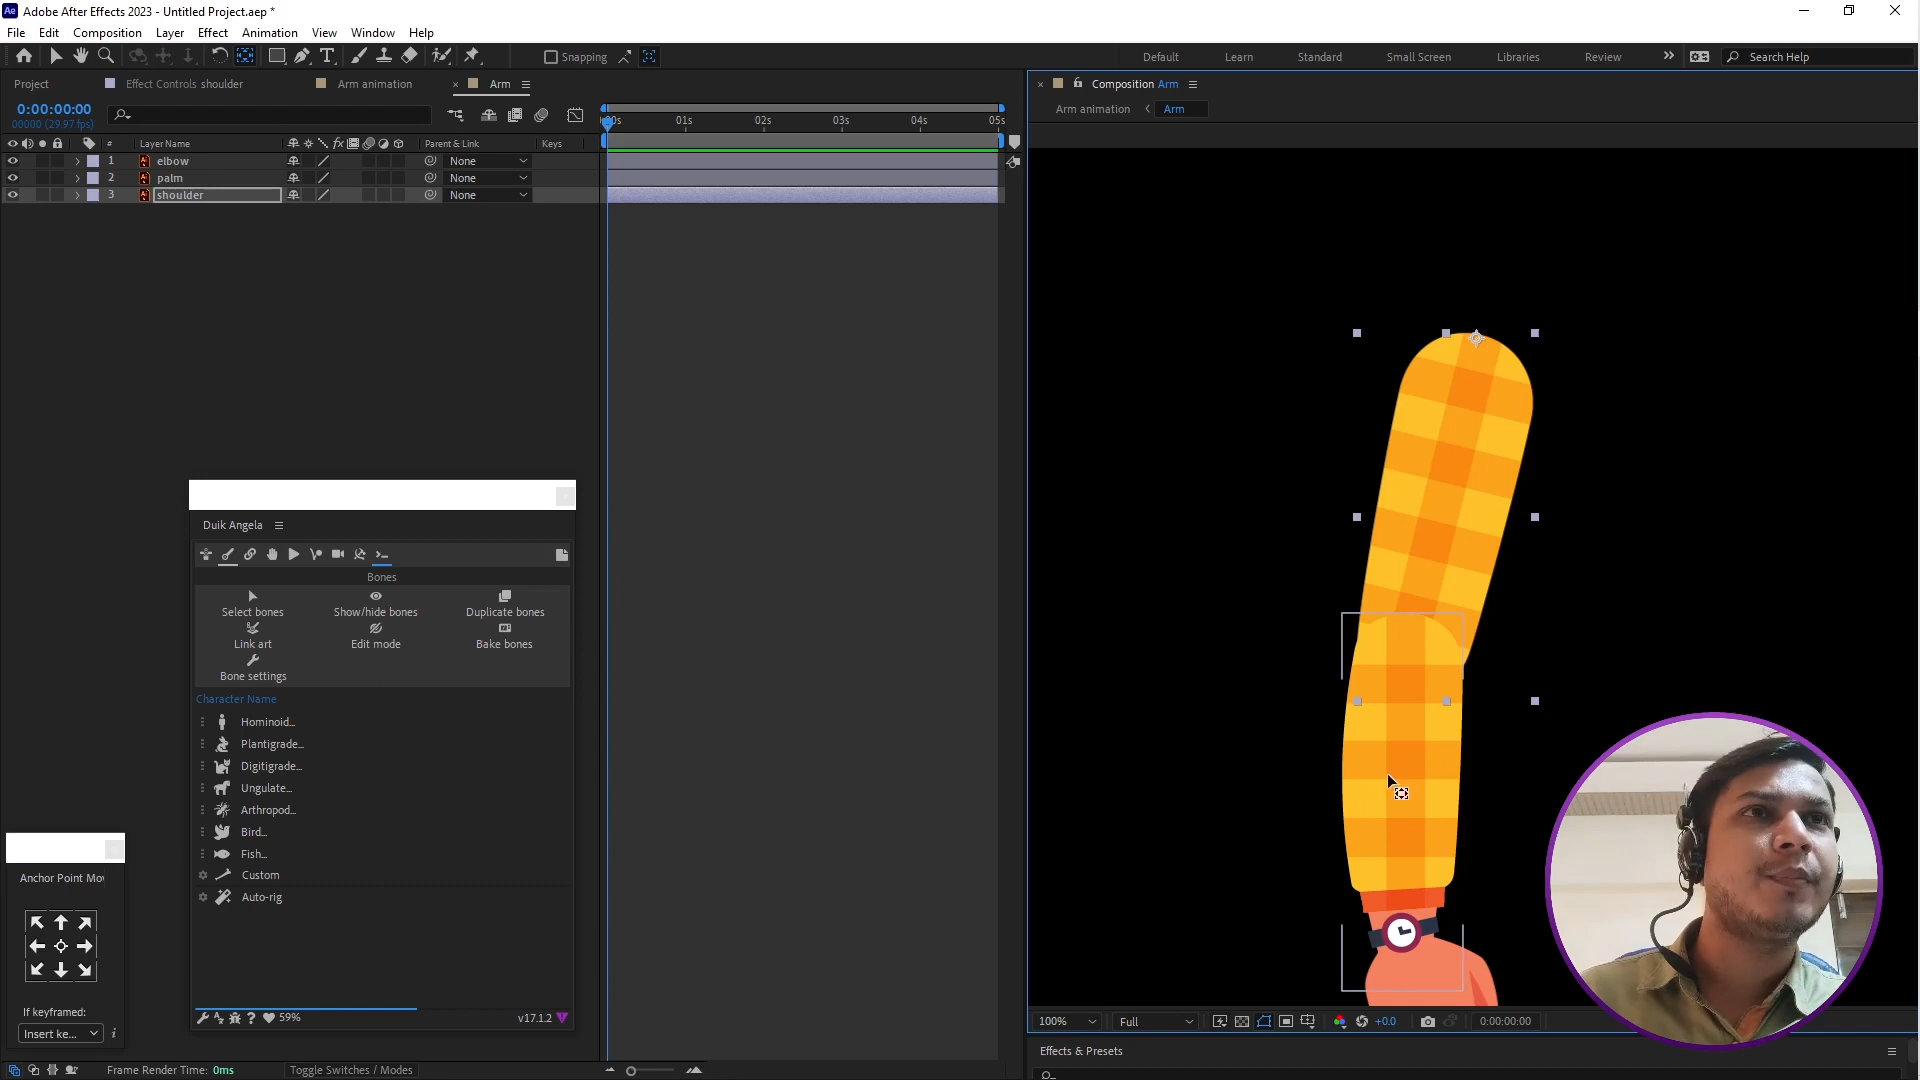 Ae Adobe After Effects 2023 - Untitled Project.aep *
File Edit Composition Layer Effect Animation View Window Help
Snapping Default Learn Standard Small Screen Libraries Review Search Help
Project Effect Controls shoulder Arm animation Arm
Composition Arm
0:00:00:00
00000 (29.97 fps)
Arm animation Arm
01s 02s 03s 04s 05s
# Layer Name fx Parent & Link Keys
1 elbow None
2 palm None
3 shoulder None
Duik Angela
Bones
Select bones Show/hide bones Duplicate bones
Link art Edit mode Bake bones
Bone settings
Character Name
Hominoid...
Plantigrade...
Digitigrade...
Ungulate...
Arthropod...
Bird...
Fish...
Custom
Auto-rig
59% v17.1.2
Anchor Point Mov
If keyframed:
Insert ke...
100% Full +0.0 0:00:00:00
Effects & Presets
Frame Render Time: 0ms Toggle Switches / Modes